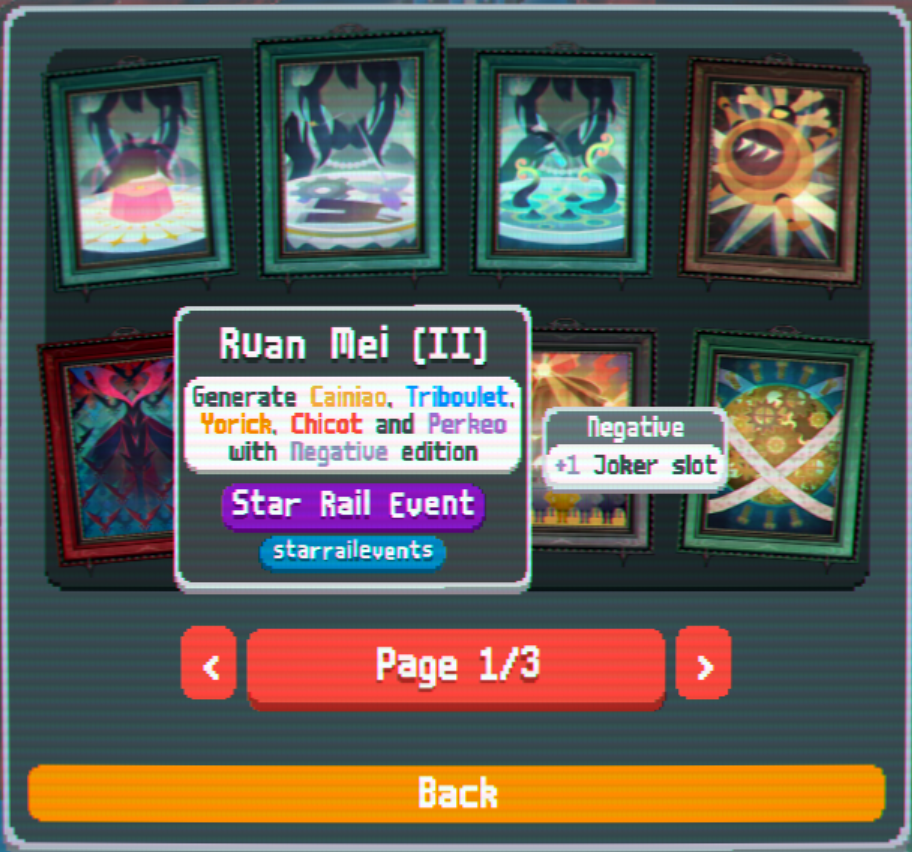 Ruan Mei (II)
Generate Cainiao, Triboulet,
Yorick, Chicot and Perkeo
with Negative edition
Star Rail Event
starrailevents
Negative
+1 Joker slot
< Page 1/3 >
Back